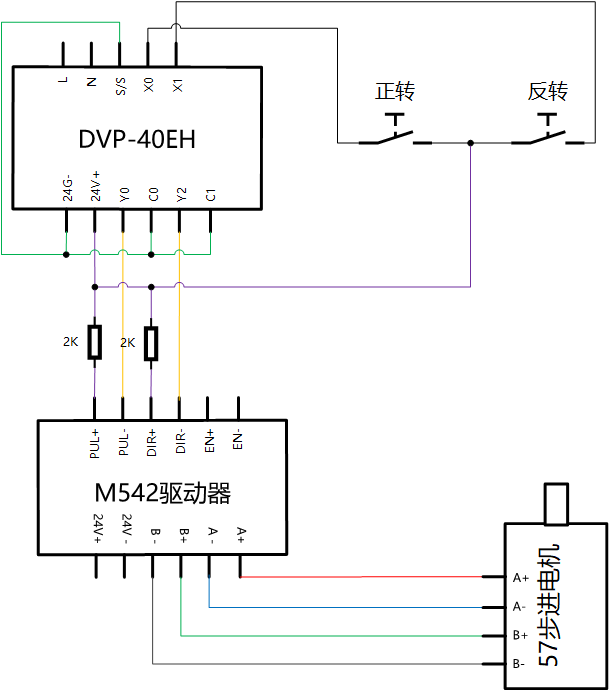 L
N
S/S
X0
X1
正转
反转
DVP-40EH
24G-
24V+
Y0
C0
Y2
C1
2K
2K
PUL+
PUL-
DIR+
DIR-
EN+
EN-
M542驱动器
24V+
24V -
B -
B+
A -
A+
57步进电机
A+
A-
B+
B-